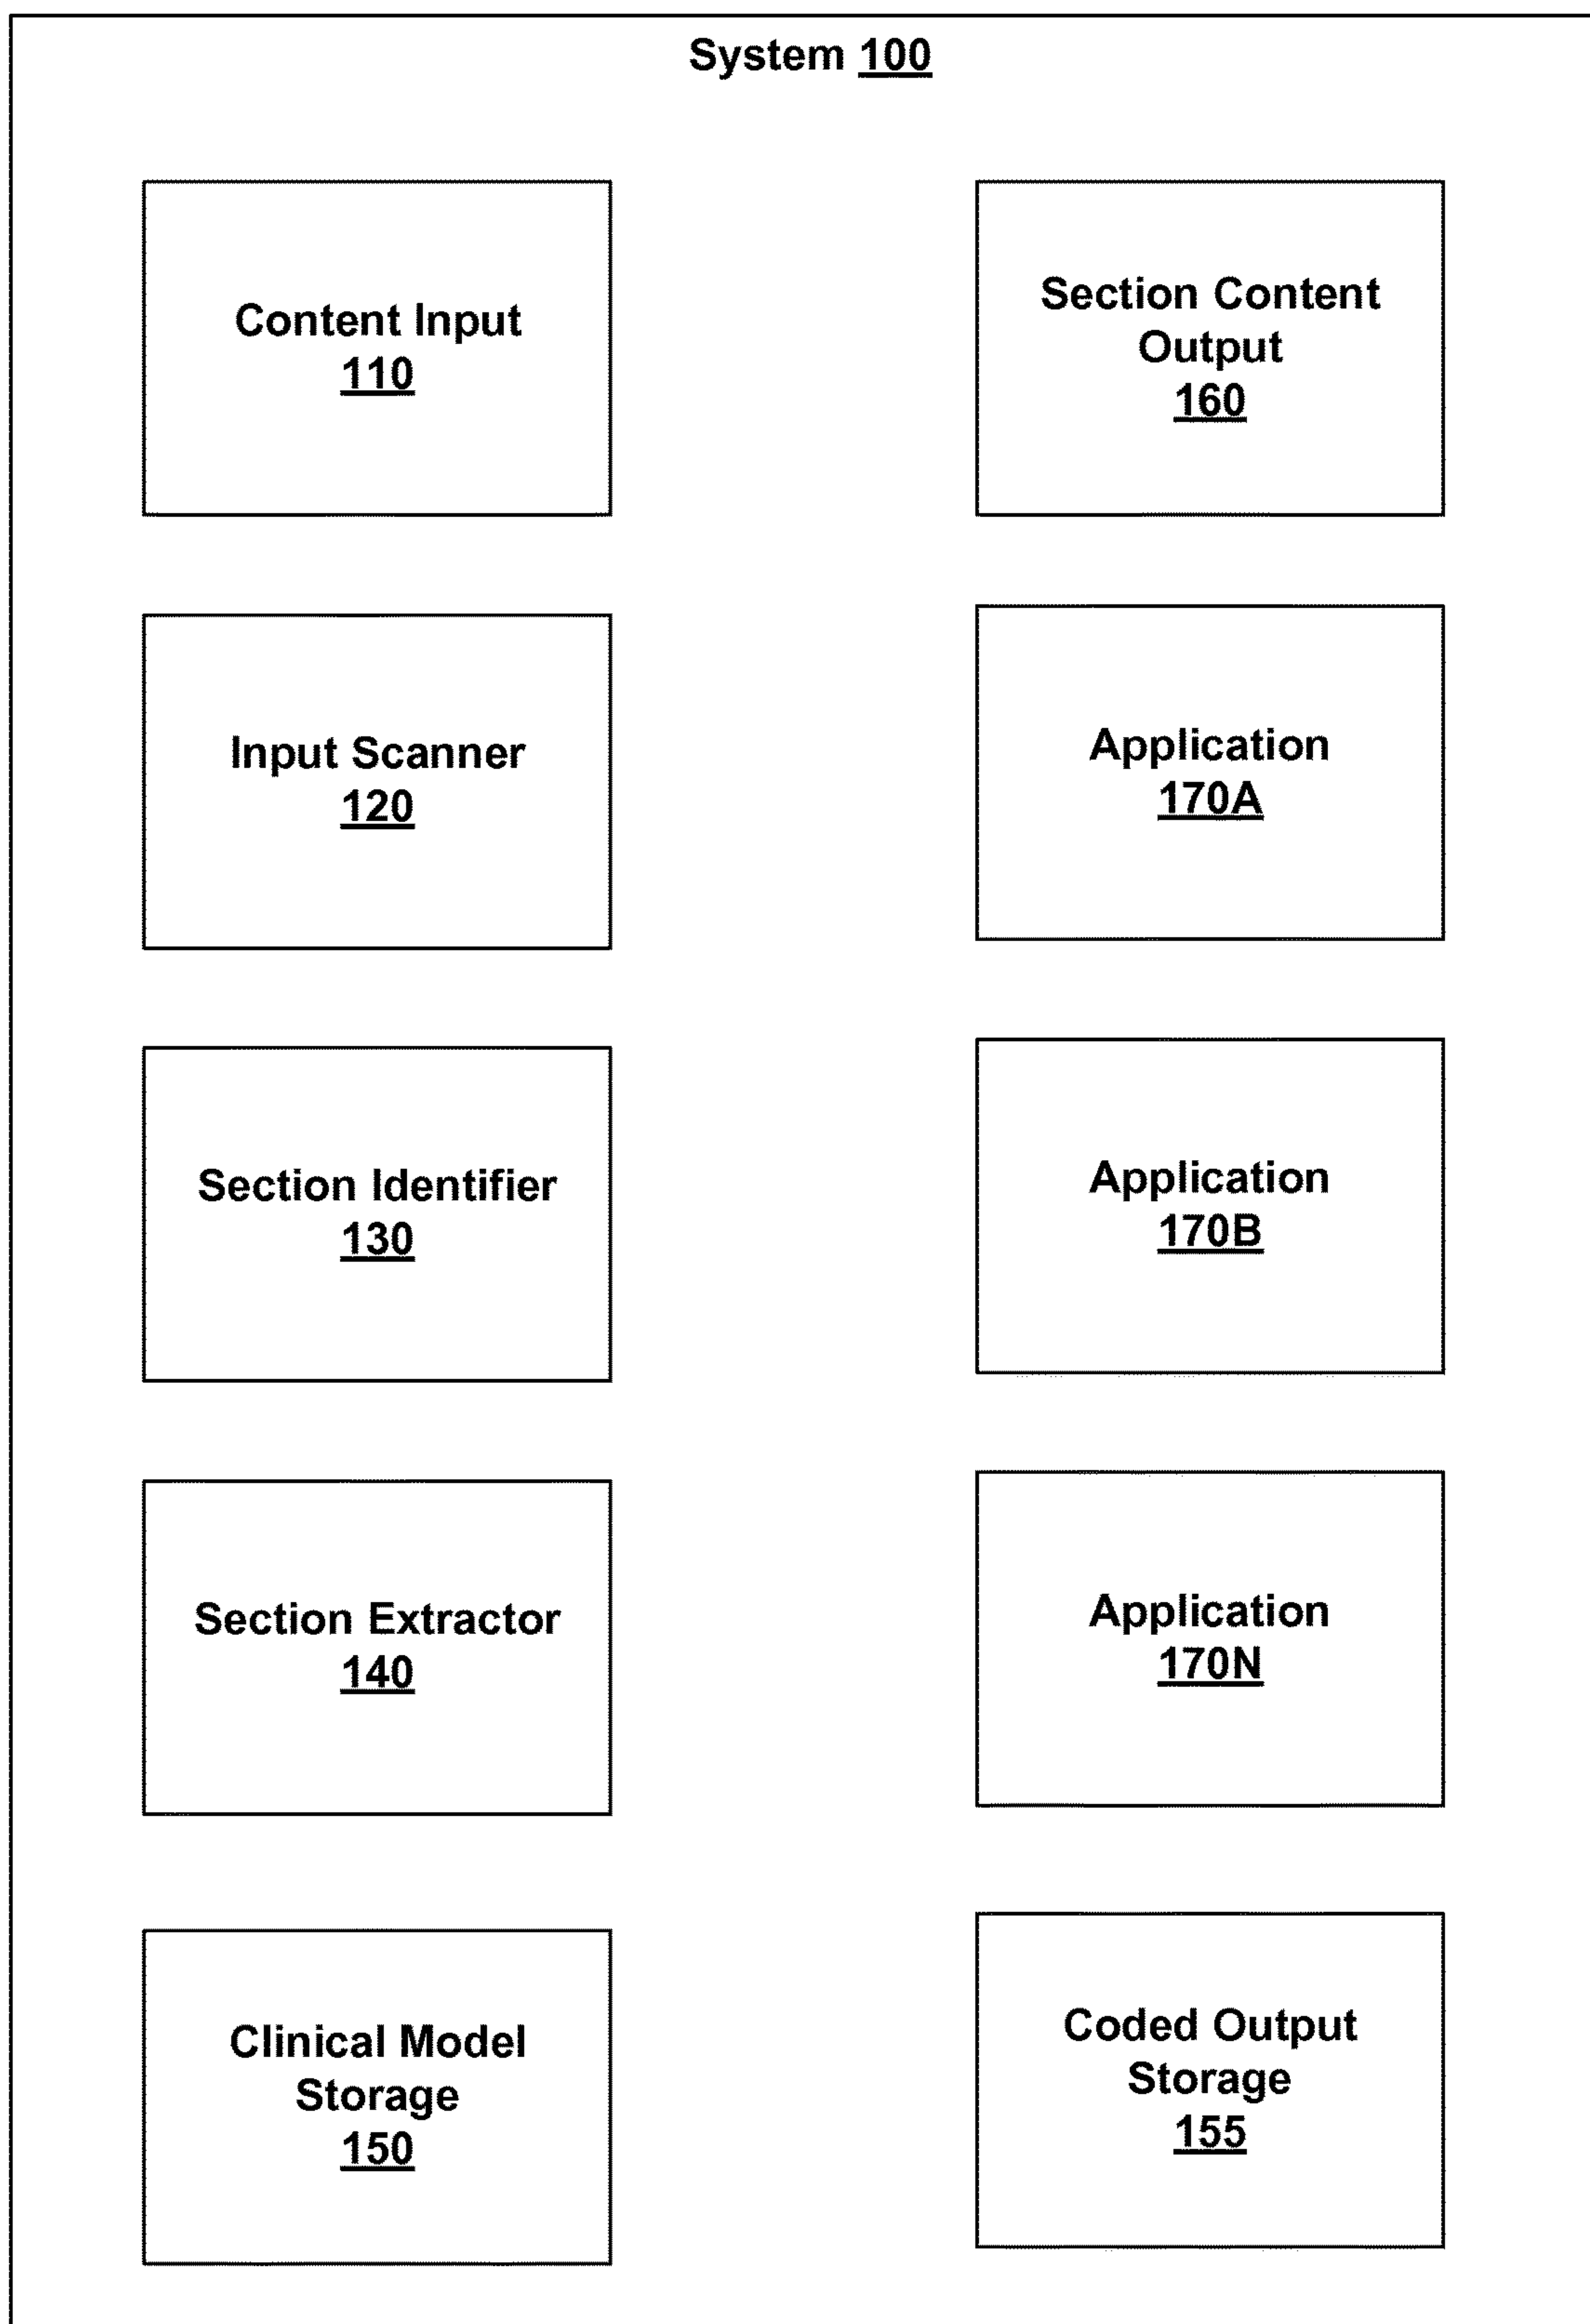 System 100
Content Input
110
Section Content
Output
160
Input Scanner
120
Application
170A
Section Identifier
130
Application
170B
Section Extractor
140
Application
170N
Clinical Model
Storage
150
Coded Output
Storage
155